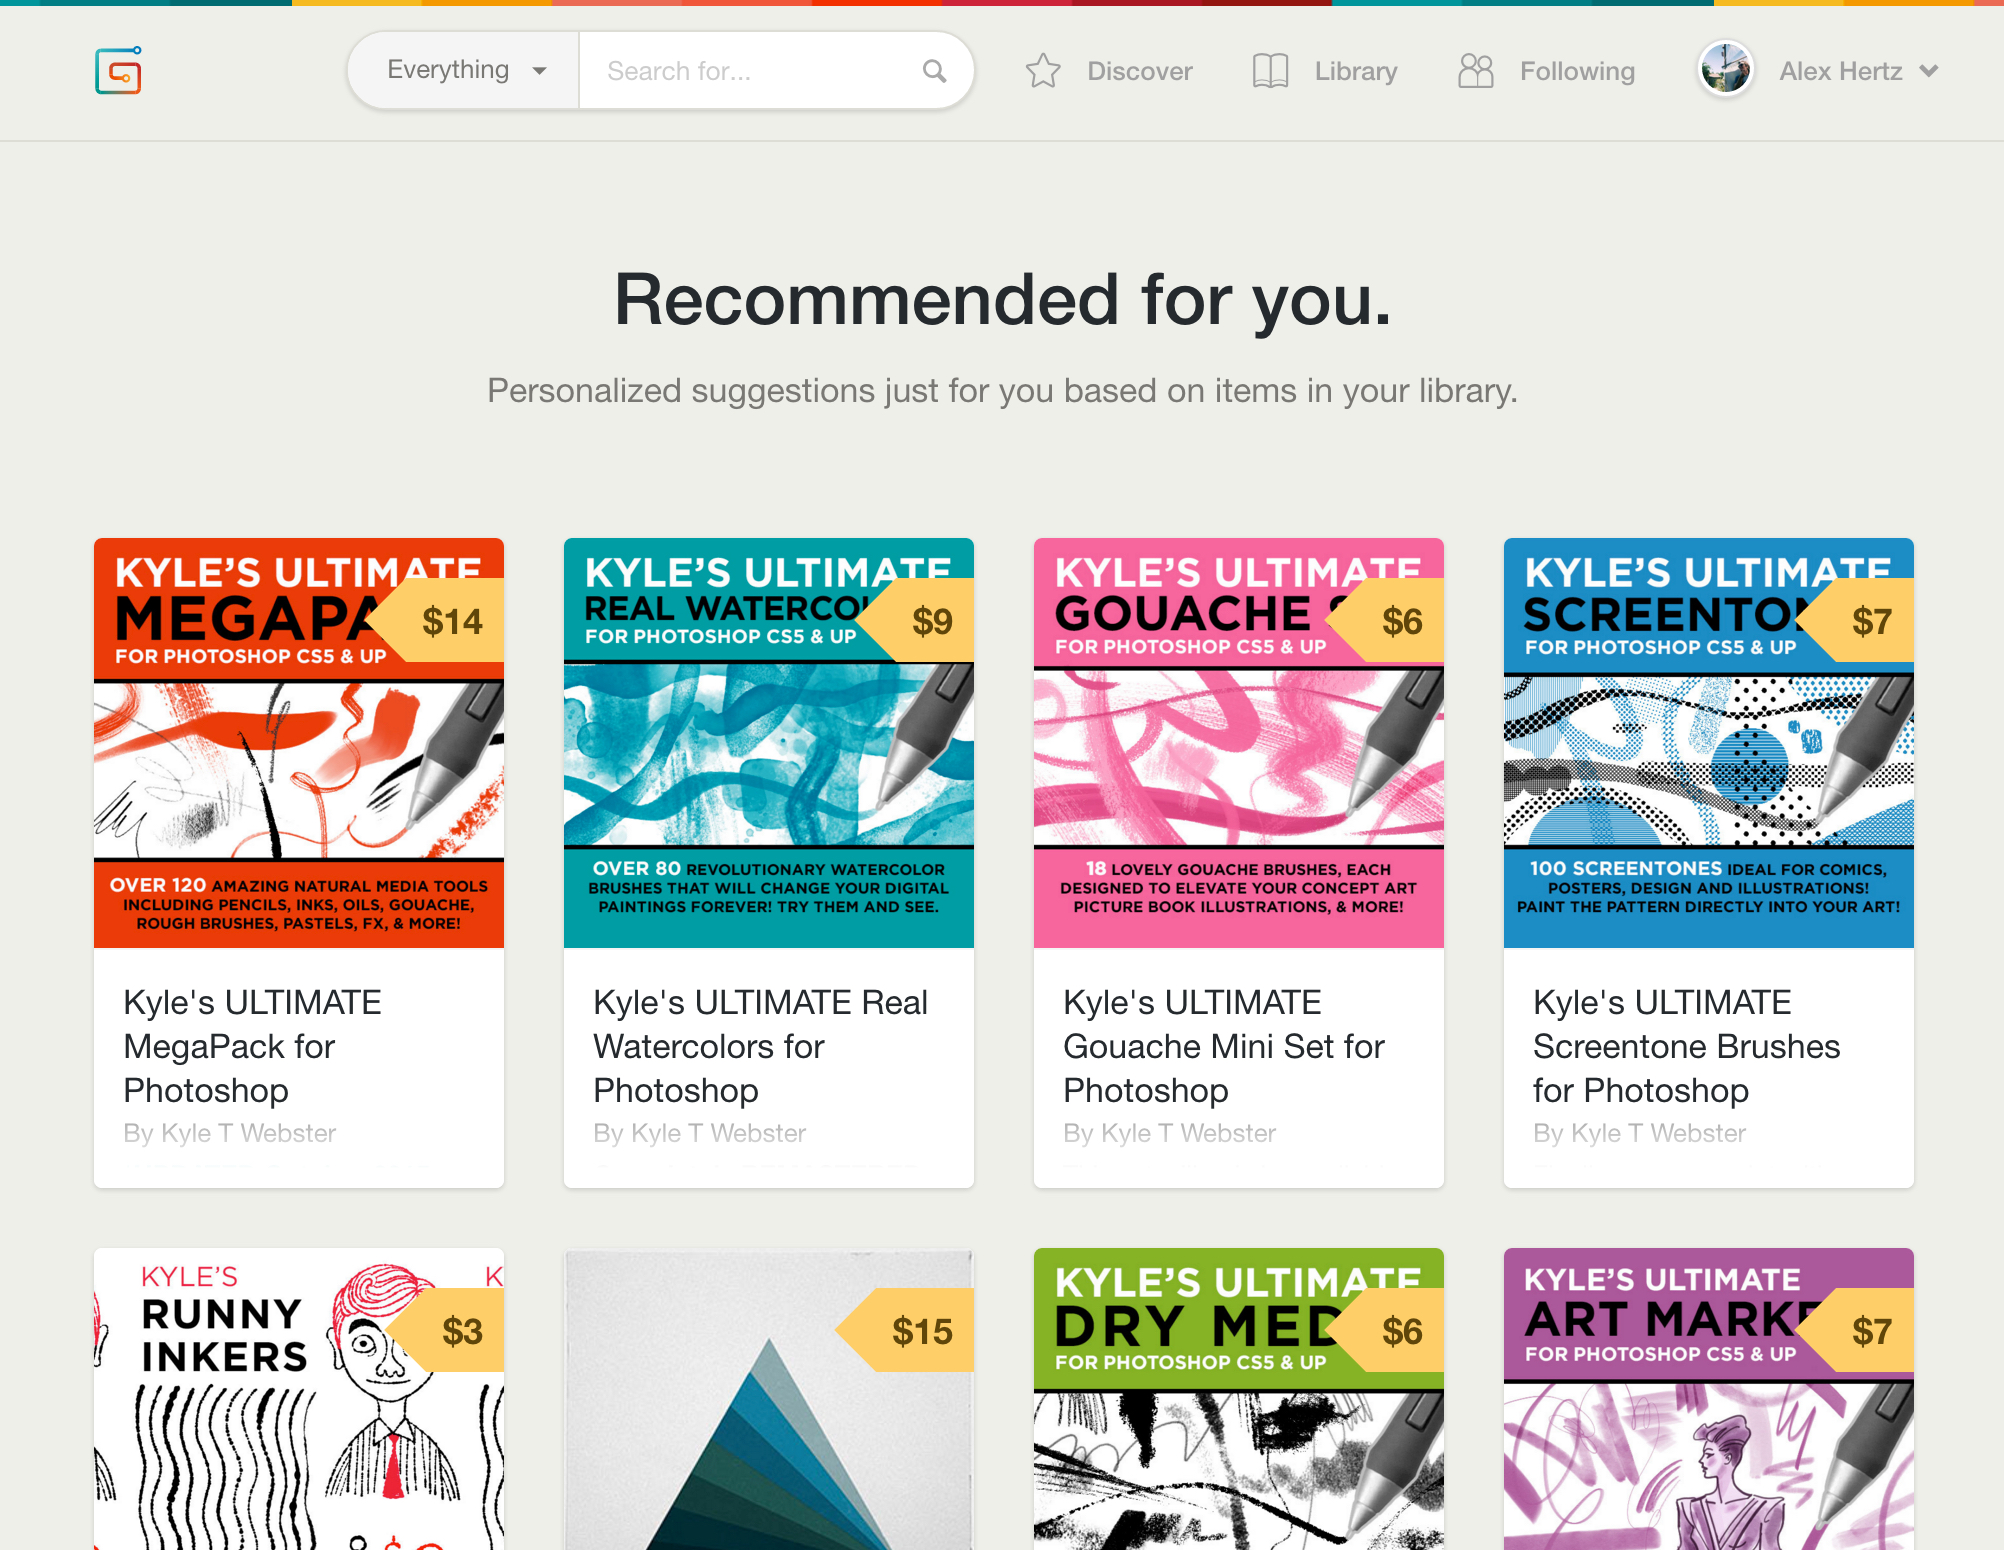 Everything
Search for...
Discover
Library
Following
Alex Hertz
Recommended for you.
Personalized suggestions just for you based on items in your library.
KYLE'S ULTIMATE
MEGAPA
FOR PHOTOSHOP CS5 & UP
$14
OVER 120 AMAZING NATURAL MEDIA TOOLS
INCLUDING PENCILS, INKS, OILS, GOUACHE,
ROUGH BRUSHES, PASTELS, FX, & MORE!
Kyle's ULTIMATE
MegaPack for
Photoshop
By Kyle T Webster
KYLE'S ULTIMATE
REAL WATERCO
FOR PHOTOSHOP CS5 & UP
$9
OVER 80 REVOLUTIONARY WATERCOLOR
BRUSHES THAT WILL CHANGE YOUR DIGITAL
PAINTINGS FOREVER! TRY THEM AND SEE.
Kyle's ULTIMATE Real
Watercolors for
Photoshop
By Kyle T Webster
KYLE'S ULTIMATE
GOUACHE
FOR PHOTOSHOP CS5 & UP
$6
18 LOVELY GOUACHE BRUSHES, EACH
DESIGNED TO ELEVATE YOUR CONCEPT ART
PICTURE BOOK ILLUSTRATIONS, & MORE!
Kyle's ULTIMATE
Gouache Mini Set for
Photoshop
By Kyle T Webster
KYLE'S ULTIMATE
SCREENTON
FOR PHOTOSHOP CS5 & UP
$7
100 SCREENTONES IDEAL FOR COMICS,
POSTERS, DESIGN AND ILLUSTRATIONS!
PAINT THE PATTERN DIRECTLY INTO YOUR ART!
Kyle's ULTIMATE
Screentone Brushes
for Photoshop
By Kyle T Webster
KYLE'S
K
RUNNY
INKERS
$3
$15
KYLE'S ULTIMATE
DRY MED
FOR PHOTOSHOP CS5 & UP
$6
KYLE'S ULTIMATE
ART MARKE
FOR PHOTOSHOP CS5 & UP
$7